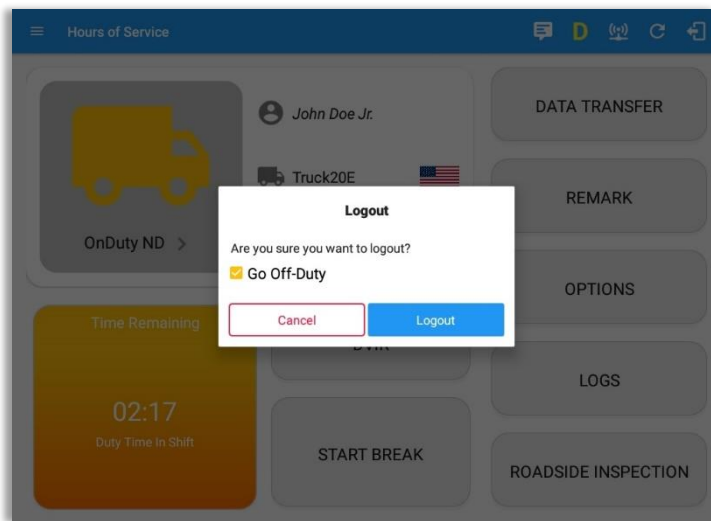 Hours of Service
D
John Doe Jr.
Truck20E
OnDuty ND
DATA TRANSFER
REMARK
OPTIONS
LOGS
ROADSIDE INSPECTION
Logout
Are you sure you want to logout?
Go Off-Duty
Cancel
Logout
Time Remaining
02:17
Duty Time In Shift
START BREAK